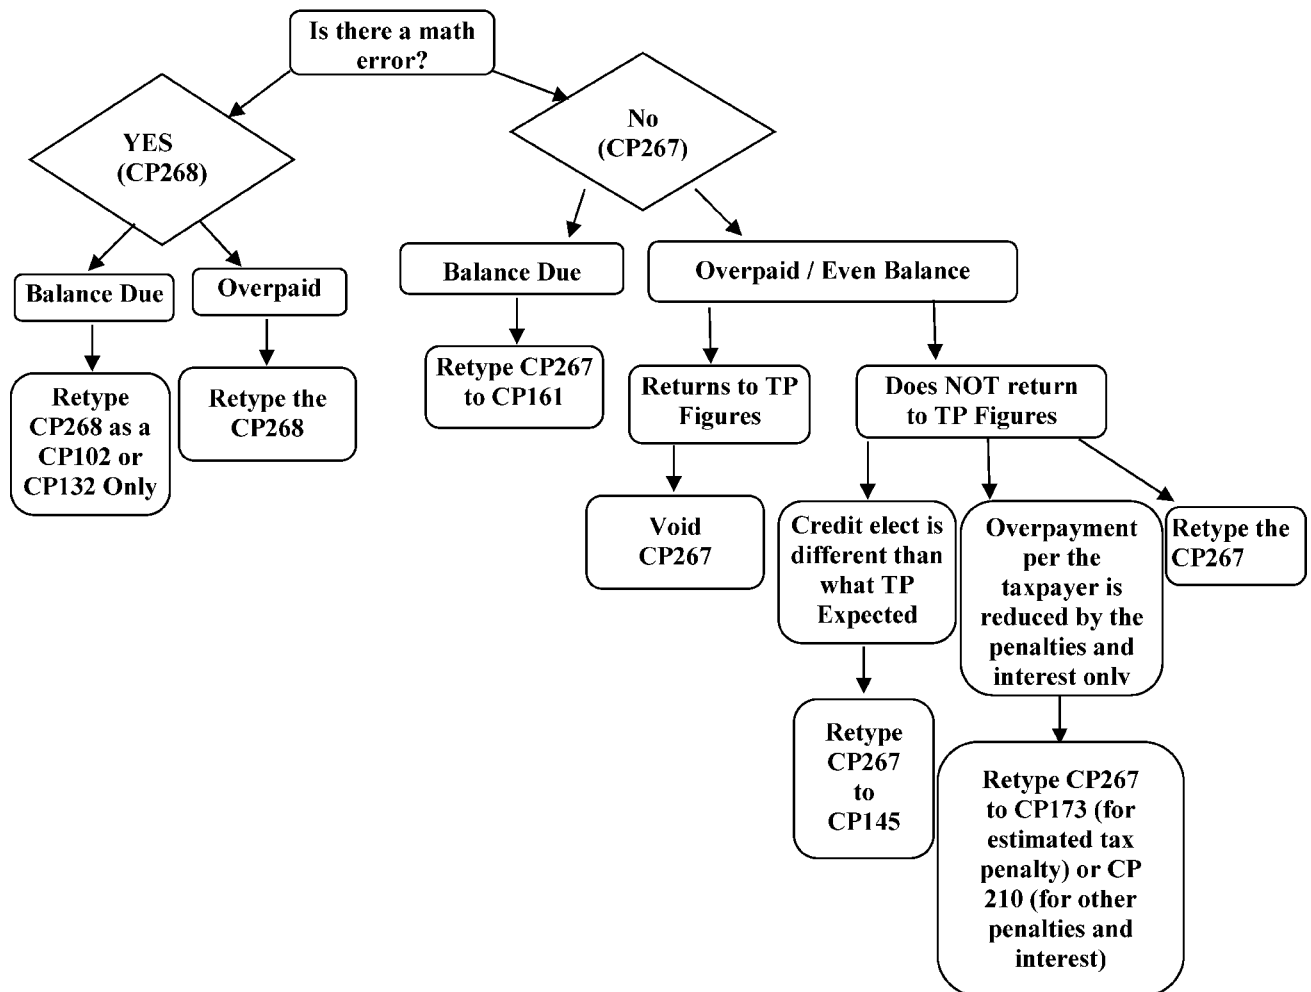 Is there a math
error?
YES
(CP268)
No
(CP267)
Balance Due
Overpaid
Balance Due
Overpaid / Even Balance
Retype
CP268 as a
CP102 or
CP132 Only
Retype the
CP268
Retype CP267
to CP161
Returns to TP
Figures
Does NOT return
to TP Figures
Void
CP267
Credit elect is
different than
what TP
Expected
Overpayment
per the
taxpayer is
reduced by the
penalties and
interest only
Retype the
CP267
Retype
CP267
to
CP145
Retype CP267
to CP173 (for
estimated tax
penalty) or CP
210 (for other
penalties and
interest)